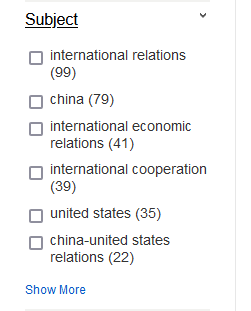 Subject
international relations
(99)
china (79)
international economic
relations (41)
international cooperation
(39)
united states (35)
china-united states
relations (22)
Show More